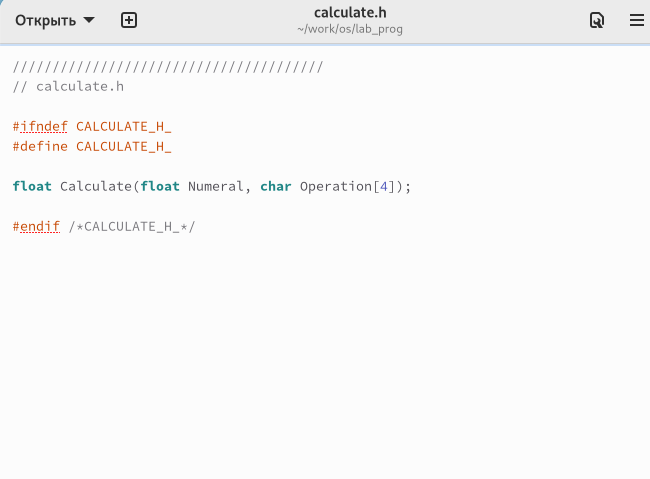 Открыть
calculate.h
~/work/os/lab_prog
///////////////////////////////////////
// calculate.h
#ifndef CALCULATE_H_
#define CALCULATE_H_
float Calculate(float Numeral, char Operation[4]);
#endif /*CALCULATE_H_*/